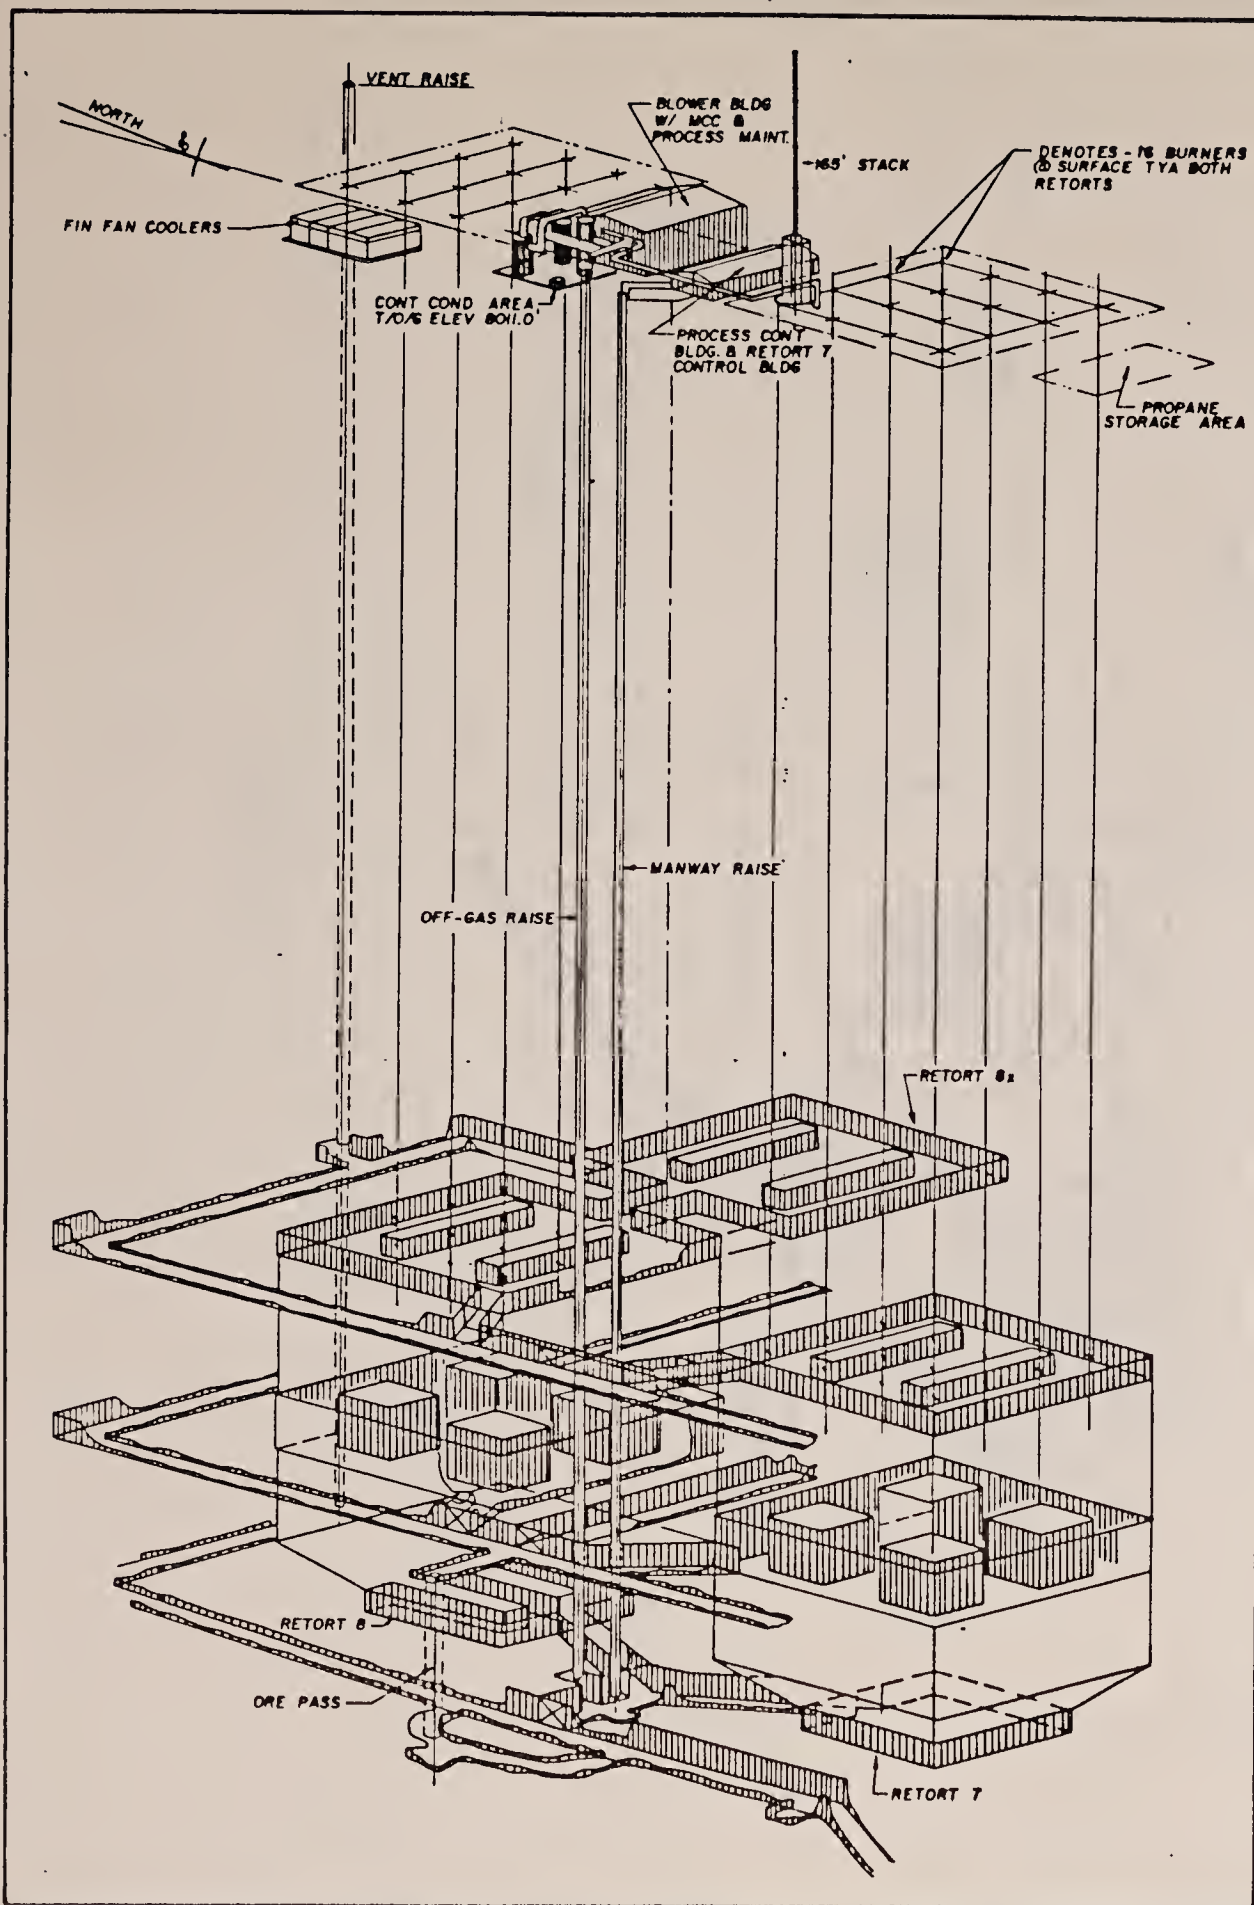 VENT RAISE
NORTH
BLOWER BLDG
W/ MCC &
PROCESS MAINT.
165' STACK
DENOTES - 16 BURNERS
@ SURFACE TYA BOTH
RETORTS
FIN FAN COOLERS
CONT COND AREA
T/O/G ELEV 8011.0'
PROCESS CONT
BLDG. & RETORT 7
CONTROL BLDG
PROPANE
STORAGE AREA
MANWAY RAISE
OFF-GAS RAISE
RETORT 8x
RETORT 8
ORE PASS
RETORT 7